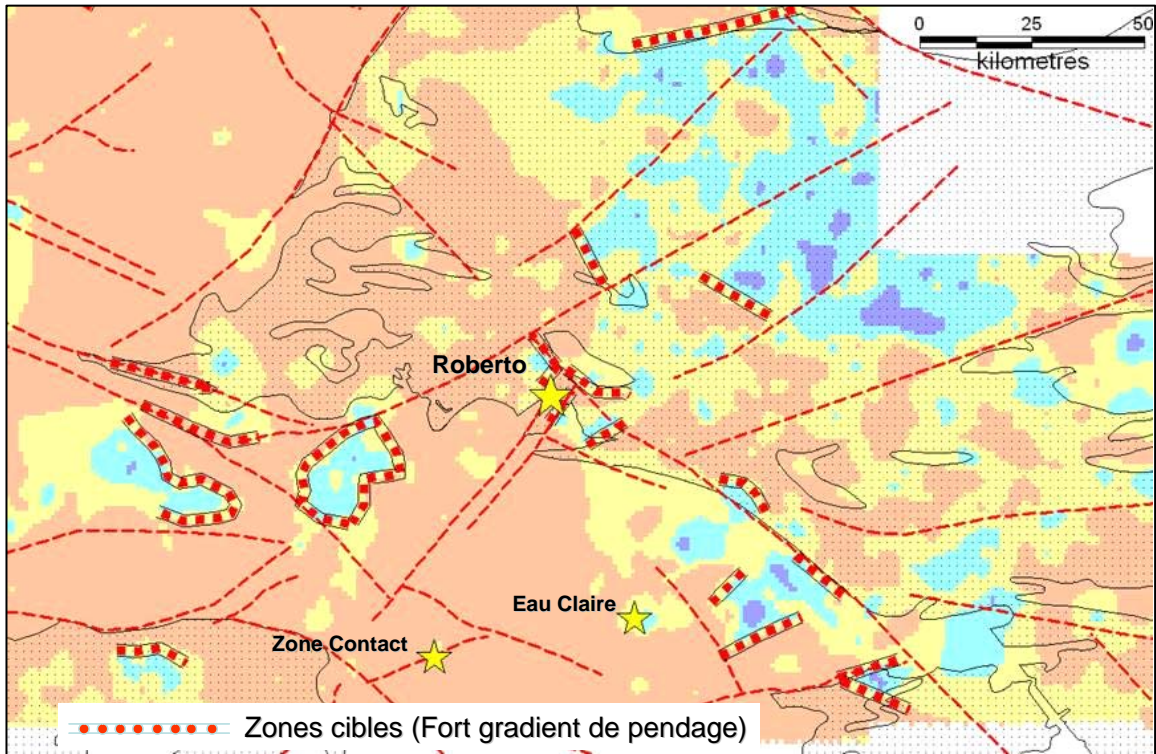 0 25 50
kilometres
Roberto
Eau Claire
Zone Contact
Zones cibles (Fort gradient de pendage)